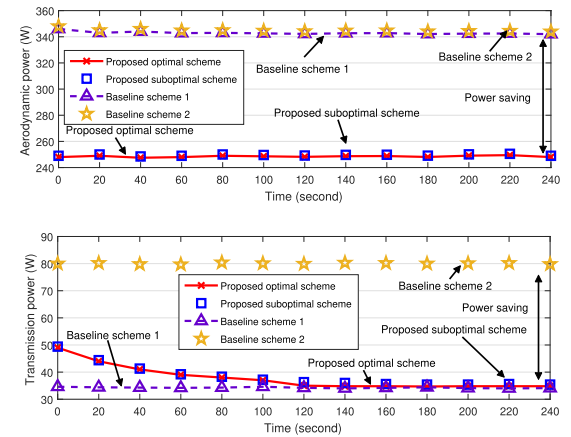 360
340
320
300
280
260
240
Aerodynamic power (W)
Proposed optimal scheme
Proposed suboptimal scheme
Baseline scheme 1
Baseline scheme 2
Baseline scheme 1
Baseline scheme 2
Power saving
Proposed suboptimal scheme
Proposed optimal scheme
0 20 40 60 80 100 120 140 160 180 200 220 240
Time (second)
90
80
70
60
50
40
30
Transmission power (W)
Proposed optimal scheme
Proposed suboptimal scheme
Baseline scheme 1
Baseline scheme 2
Baseline scheme 2
Power saving
Baseline scheme 1
Proposed suboptimal scheme
Proposed optimal scheme
0 20 40 60 80 100 120 140 160 180 200 220 240
Time (second)